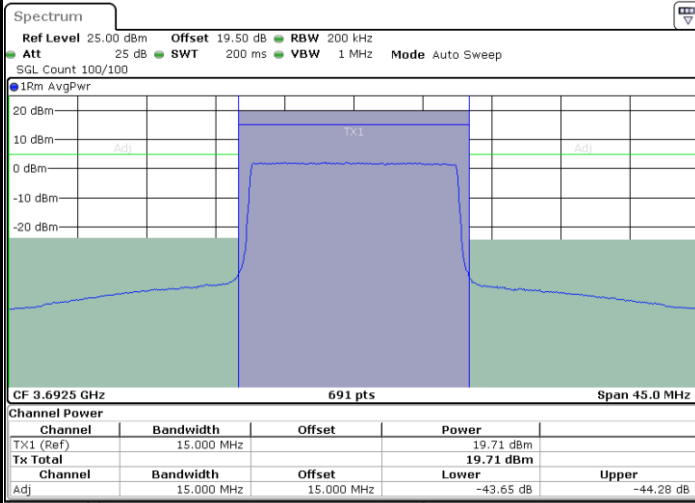 Spectrum
Ref Level 25.00 dBm Offset 19.50 dB RBW 200 kHz
Att 25 dB SWT 200 ms VBW 1 MHz Mode Auto Sweep
SGL Count 100/100
1Rm AvgPwr
20 dBm
TX1
10 dBm
Adj Adj
0 dBm
-10 dBm
-20 dBm
CF 3.6925 GHz 691 pts Span 45.0 MHz
Channel Power
Channel Bandwidth Offset Power
TX1 (Ref) 15.000 MHz 19.71 dBm
Tx Total 19.71 dBm
Channel Bandwidth Offset Lower Upper
Adj 15.000 MHz 15.000 MHz -43.65 dB -44.28 dB